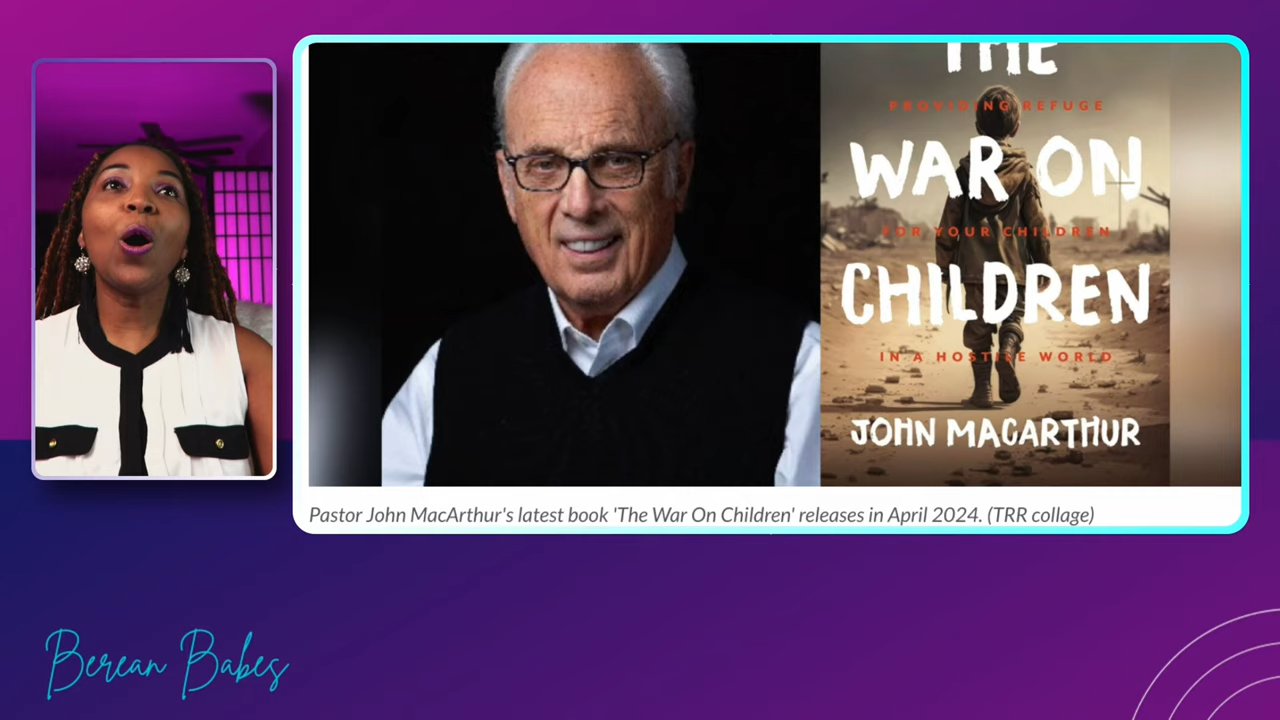 THE
PROVIDING REFUGE
WAR ON
FOR YOUR CHILDREN
CHILDREN
IN A HOSTILE WORLD
JOHN MACARTHUR
Pastor John MacArthur's latest book 'The War On Children' releases in April 2024. (TRR collage)
Berean Babes